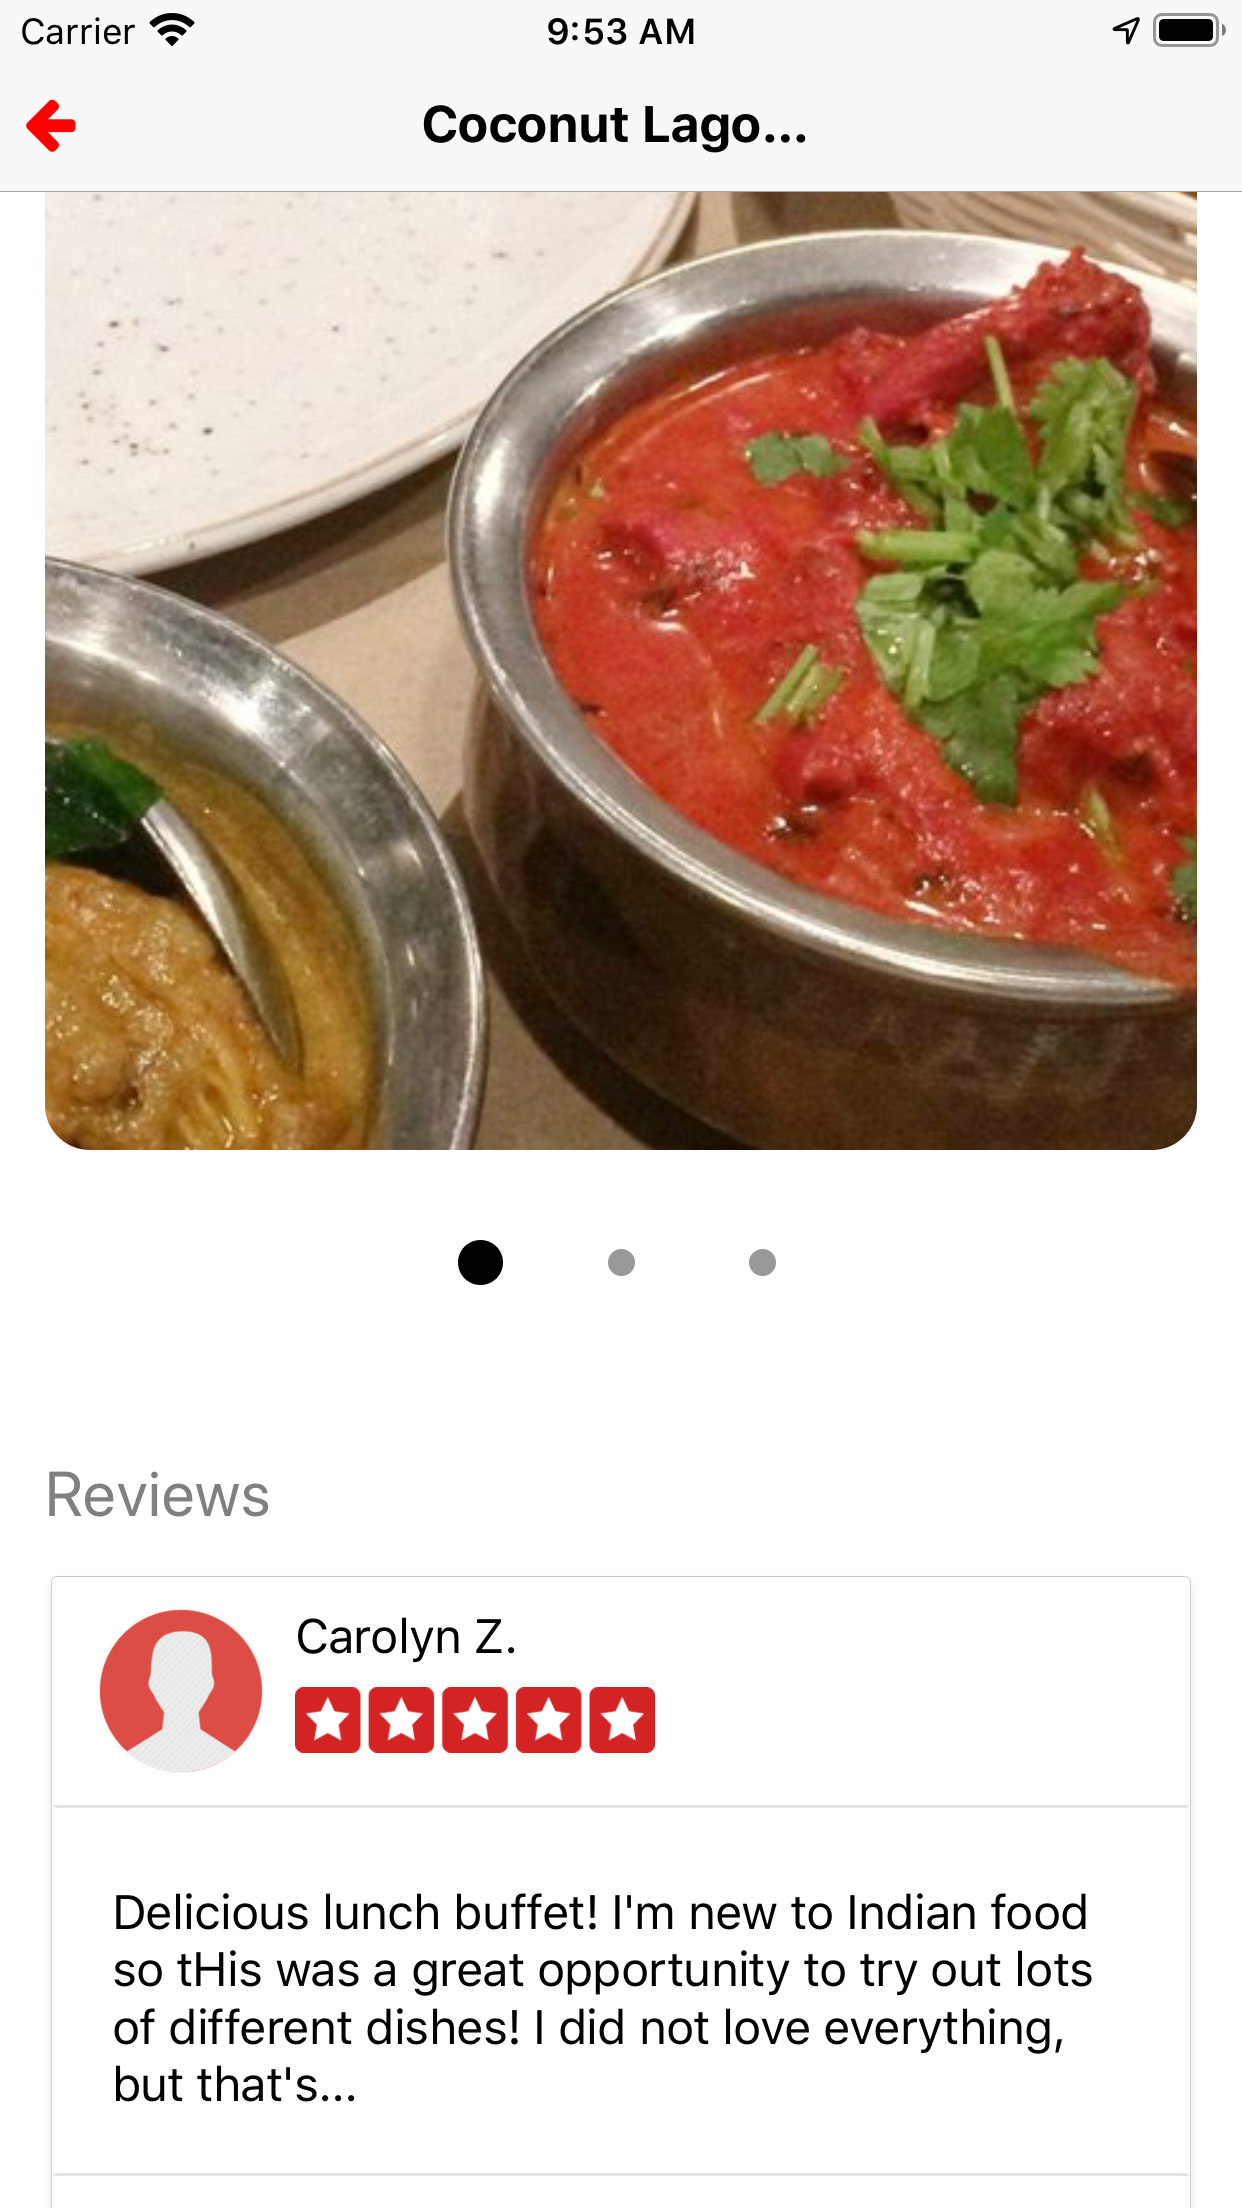 Carrier 9:53 AM
Coconut Lago...
Reviews
Carolyn Z.
Delicious lunch buffet! I'm new to Indian food
so tHis was a great opportunity to try out lots
of different dishes! I did not love everything,
but that's...